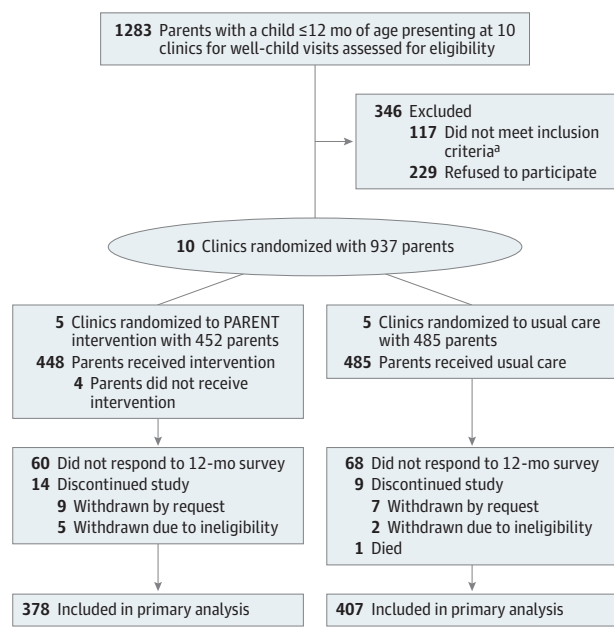 1283 Parents with a child ≤12 mo of age presenting at 10
clinics for well-child visits assessed for eligibility
346 Excluded
117 Did not meet inclusion
criteriaa
229 Refused to participate
10 Clinics randomized with 937 parents
5 Clinics randomized to PARENT
intervention with 452 parents
448 Parents received intervention
4 Parents did not receive
intervention
5 Clinics randomized to usual care
with 485 parents
485 Parents received usual care
60 Did not respond to 12-mo survey
14 Discontinued study
9 Withdrawn by request
5 Withdrawn due to ineligibility
68 Did not respond to 12-mo survey
9 Discontinued study
7 Withdrawn by request
2 Withdrawn due to ineligibility
1 Died
378 Included in primary analysis
407 Included in primary analysis